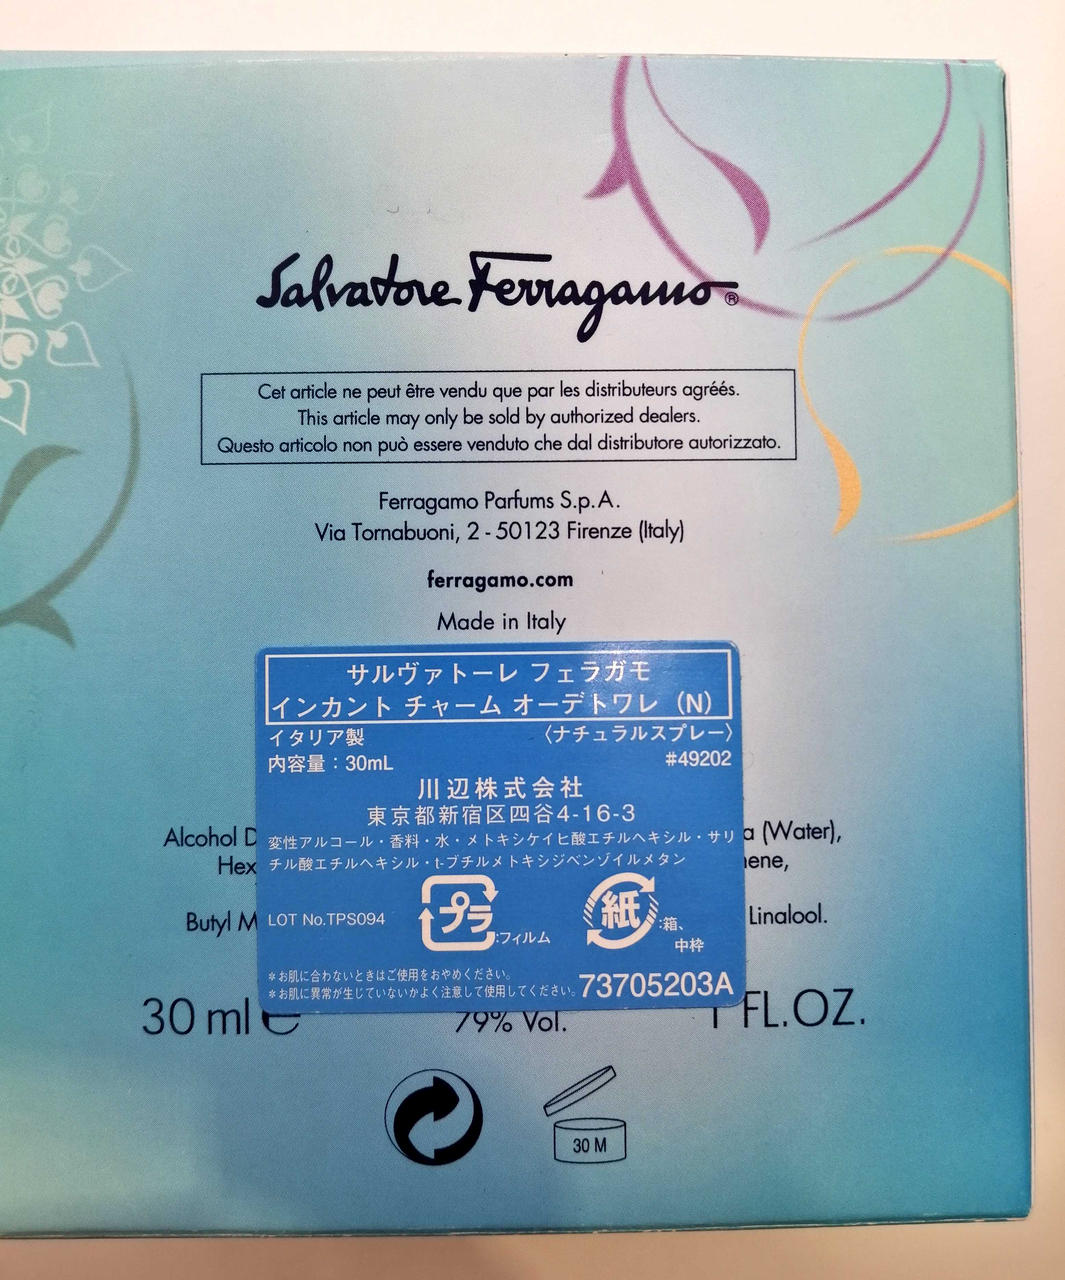 Salvatore Ferragamo®
Cet article ne peut être vendu que par les distributeurs agréés.
This article may only be sold by authorized dealers.
Questo articolo non può essere venduto che dal distributore autorizzato.
Ferragamo Parfums S.p.A.
Via Tornabuoni, 2 - 50123 Firenze (Italy)
ferragamo.com
Made in Italy
サルヴァトーレ フェラガモ
インカント チャーム オーデトワレ（N）
イタリア製 〈ナチュラルスプレー〉
内容量：30mL #49202
川辺株式会社
東京都新宿区四谷4-16-3
変性アルコール・香料・水・メトキシケイヒ酸エチルヘキシル・サリ
チル酸エチルヘキシル・t-ブチルメトキシジベンゾイルメタン
Alcohol D (Water),
Hex
Butyl M Linalool.
LOT No.TPS094 プラ :フィルム 紙 :箱、
中枠
＊お肌に合わないときはご使用をおやめください。
＊お肌に異常が生じていないかよく注意して使用してください。 73705203A
30 ml e 79% Vol. 1 FL.OZ.
30 M